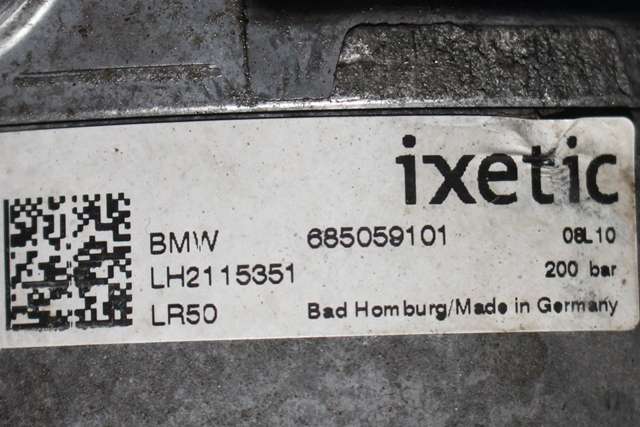 ixetic
BMW 685059101 08L10
LH2115351 200 bar
LR50 Bad Homburg/Made in Germany